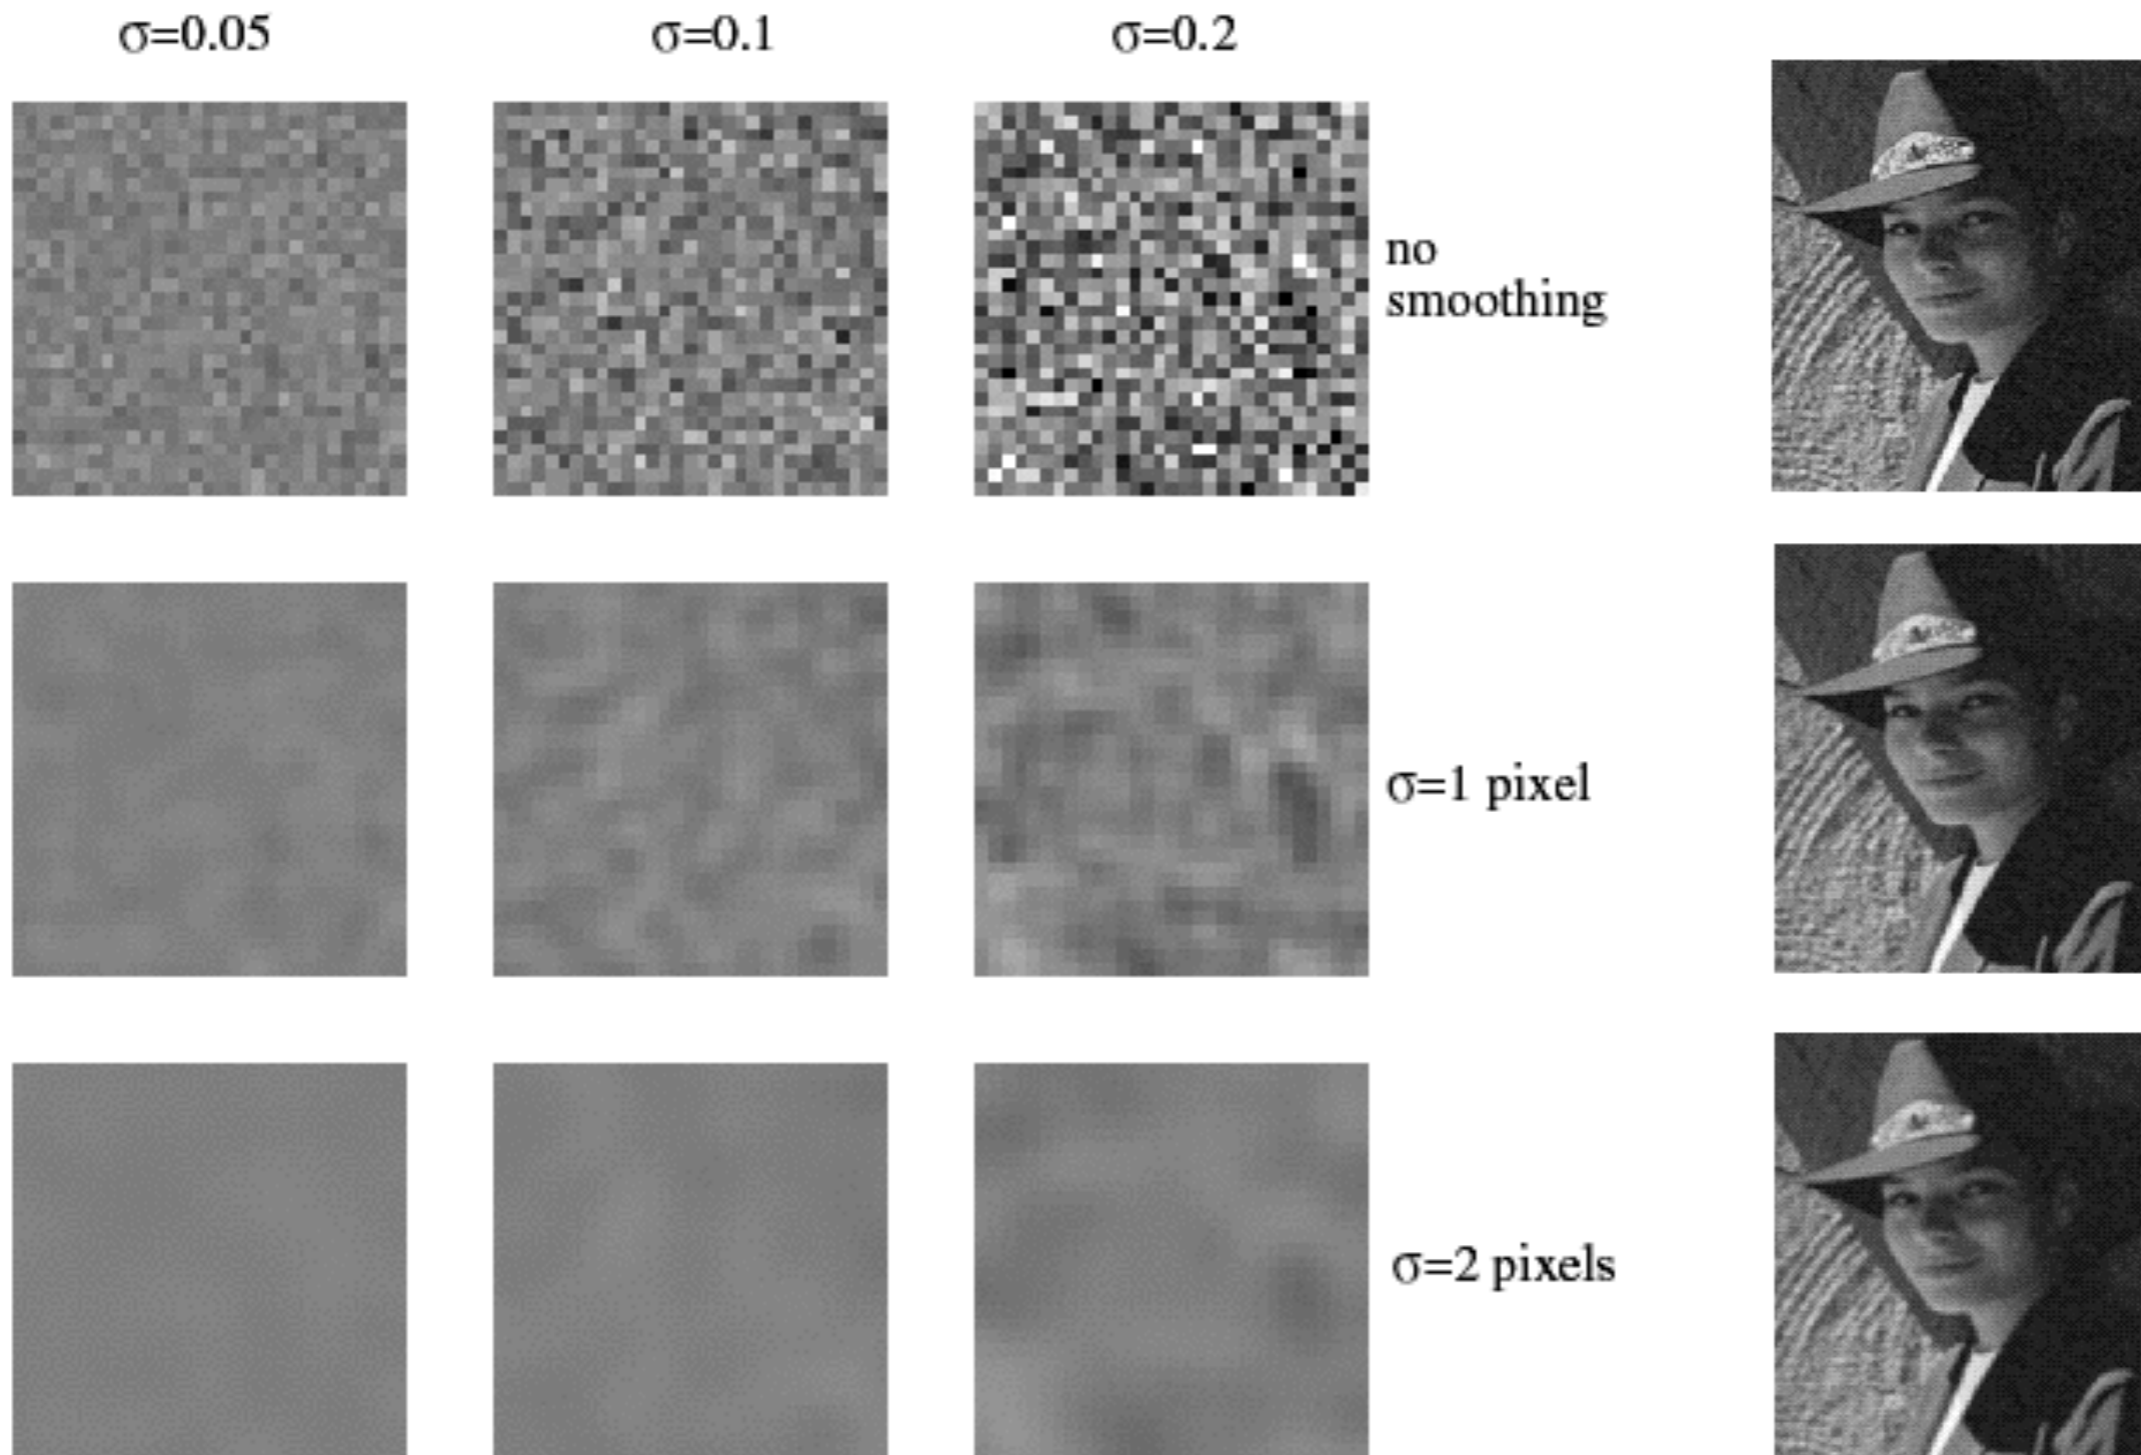 σ=0.05
σ=0.1
σ=0.2
no
smoothing
σ=1 pixel
σ=2 pixels